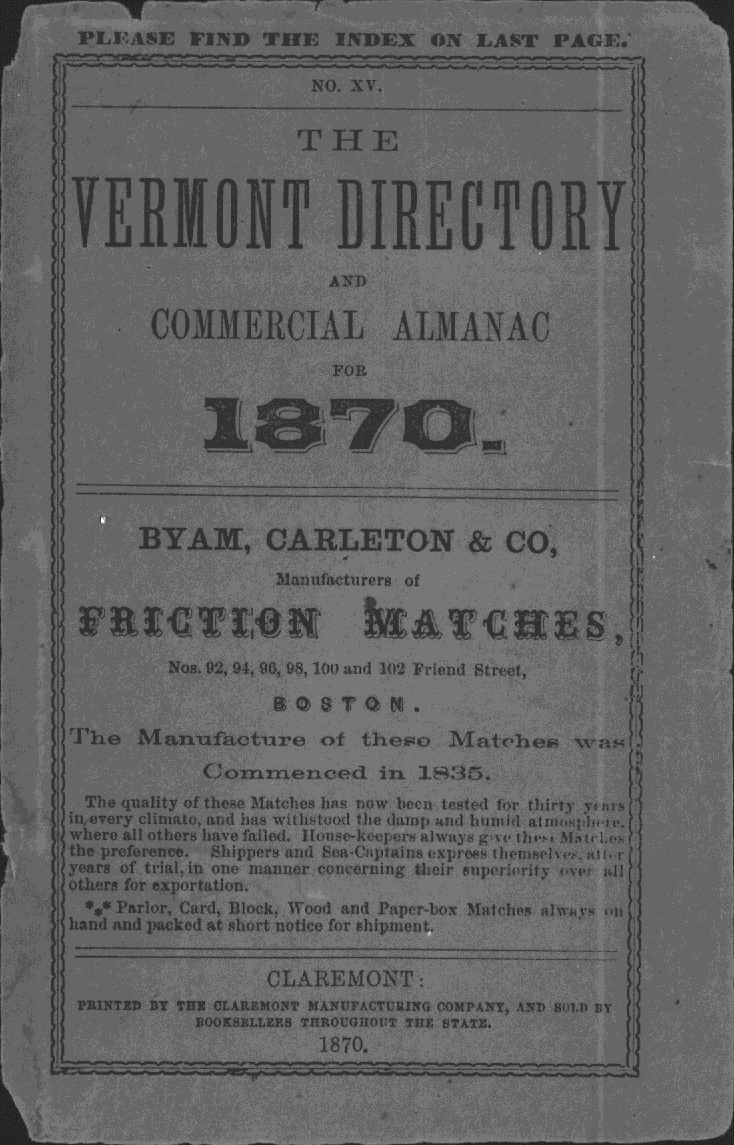 PLEASE FIND THE INDEX ON LAST PAGE.
NO. XV.
THE
VERMONT DIRECTORY
AND
COMMERCIAL ALMANAC
FOR
1870.
BYAM, CARLETON & CO,
Manufacturers of
FRICTION MATCHES,
Nos. 92, 94, 96, 98, 100 and 102 Friend Street,
BOSTON.
The Manufacture of these Matches was
Commenced in 1835.
The quality of these Matches has now been tested for thirty years
in every climate, and has withstood the damp and humid atmosphere,
where all others have failed. House-keepers always give these Matches
the preference. Shippers and Sea-Captains express themselves, after
years of trial, in one manner concerning their superiority over all
others for exportation.
*⁎* Parlor, Card, Block, Wood and Paper-box Matches always on
hand and packed at short notice for shipment.
CLAREMONT:
PRINTED BY THE CLAREMONT MANUFACTURING COMPANY, AND SOLD BY
BOOKSELLERS THROUGHOUT THE STATE.
1870.